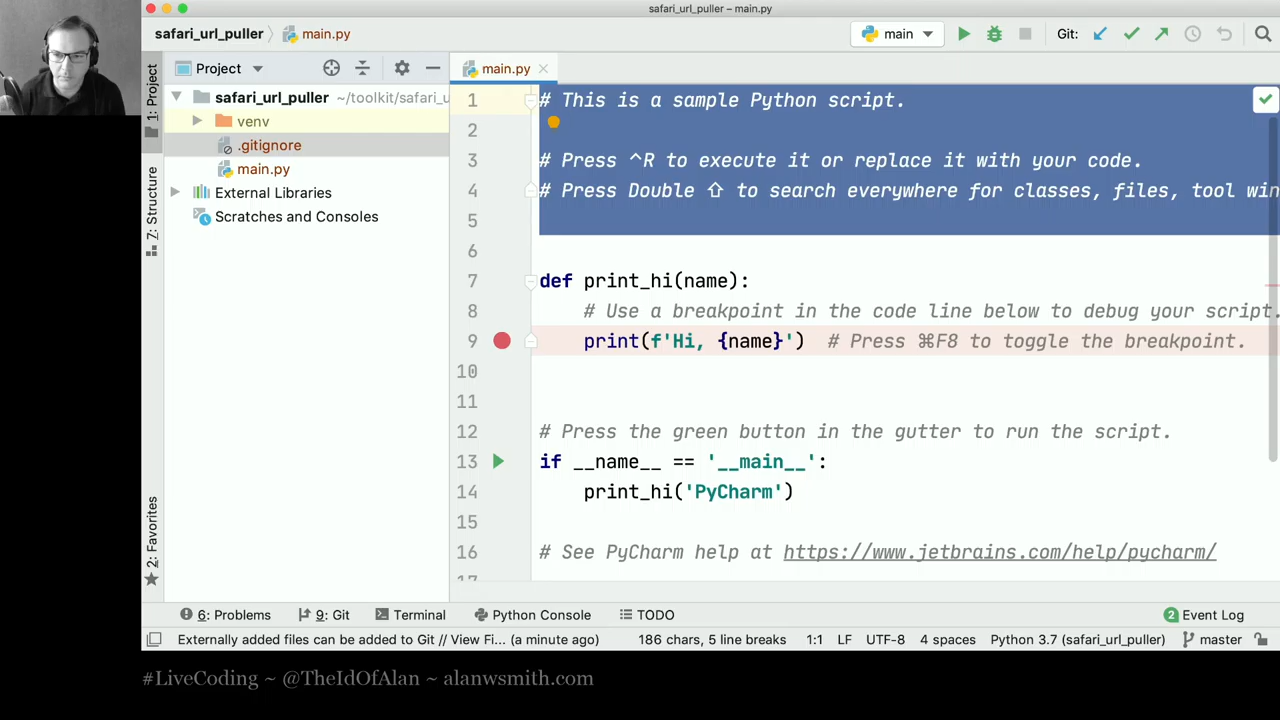 safari_url_puller – main.py
safari_url_puller main.py main Git:
1: Project
Project
safari_url_puller ~/toolkit/safari_u
venv
.gitignore
main.py
External Libraries
Scratches and Consoles
Z: Structure
2: Favorites
main.py
1 # This is a sample Python script.
2
3 # Press ^R to execute it or replace it with your code.
4 # Press Double ⇧ to search everywhere for classes, files, tool win
5
6
7 def print_hi(name):
8 # Use a breakpoint in the code line below to debug your script.
9 print(f'Hi, {name}') # Press ⌘F8 to toggle the breakpoint.
10
11
12 # Press the green button in the gutter to run the script.
13 if __name__ == '__main__':
14 print_hi('PyCharm')
15
16 # See PyCharm help at https://www.jetbrains.com/help/pycharm/
17
6: Problems 9: Git Terminal Python Console TODO 2 Event Log
Externally added files can be added to Git // View Fi... (a minute ago) 186 chars, 5 line breaks 1:1 LF UTF-8 4 spaces Python 3.7 (safari_url_puller) master
#LiveCoding ~ @TheIdOfAlan ~ alanwsmith.com